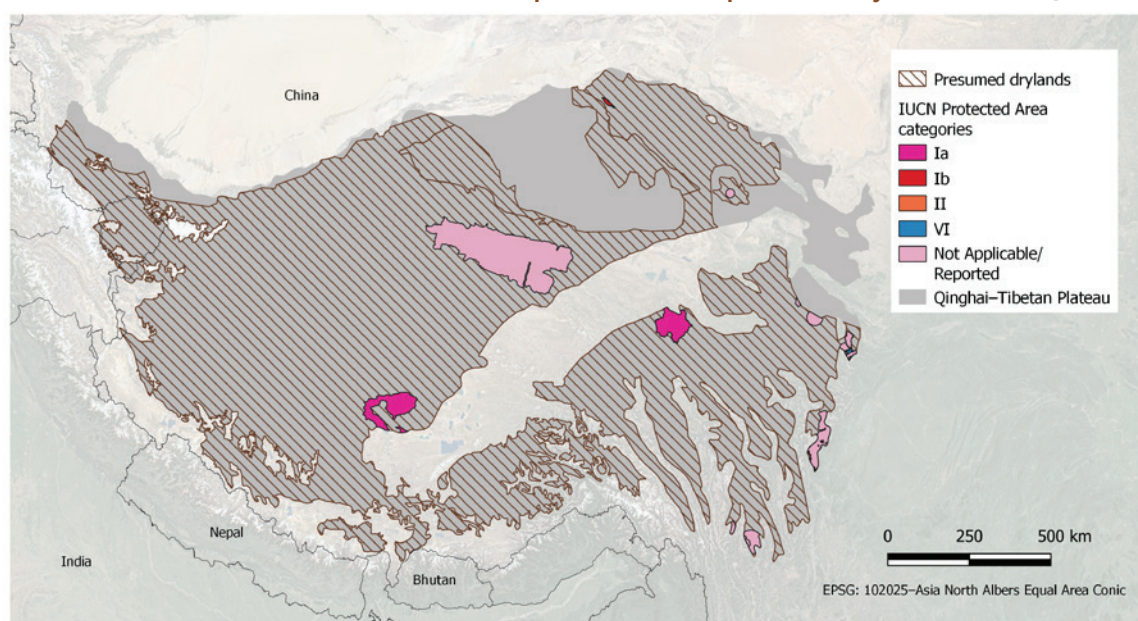 China
Nepal
India
Bhutan
Presumed drylands
IUCN Protected Area
categories
Ia
Ib
II
VI
Not Applicable/
Reported
Qinghai–Tibetan Plateau
0 250 500 km
EPSG: 102025–Asia North Albers Equal Area Conic